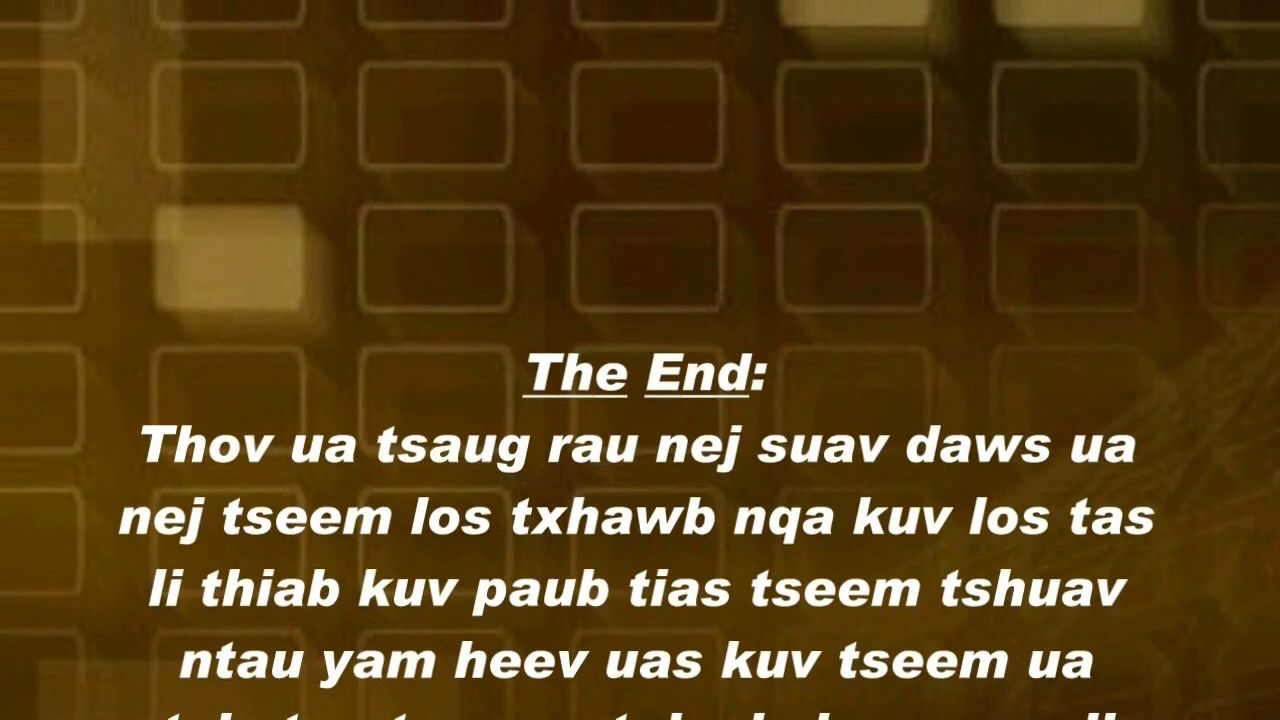 The End:
Thov ua tsaug rau nej suav daws ua
nej tseem los txhawb nqa kuv los tas
li thiab kuv paub tias tseem tshuav
ntau yam heev uas kuv tseem ua